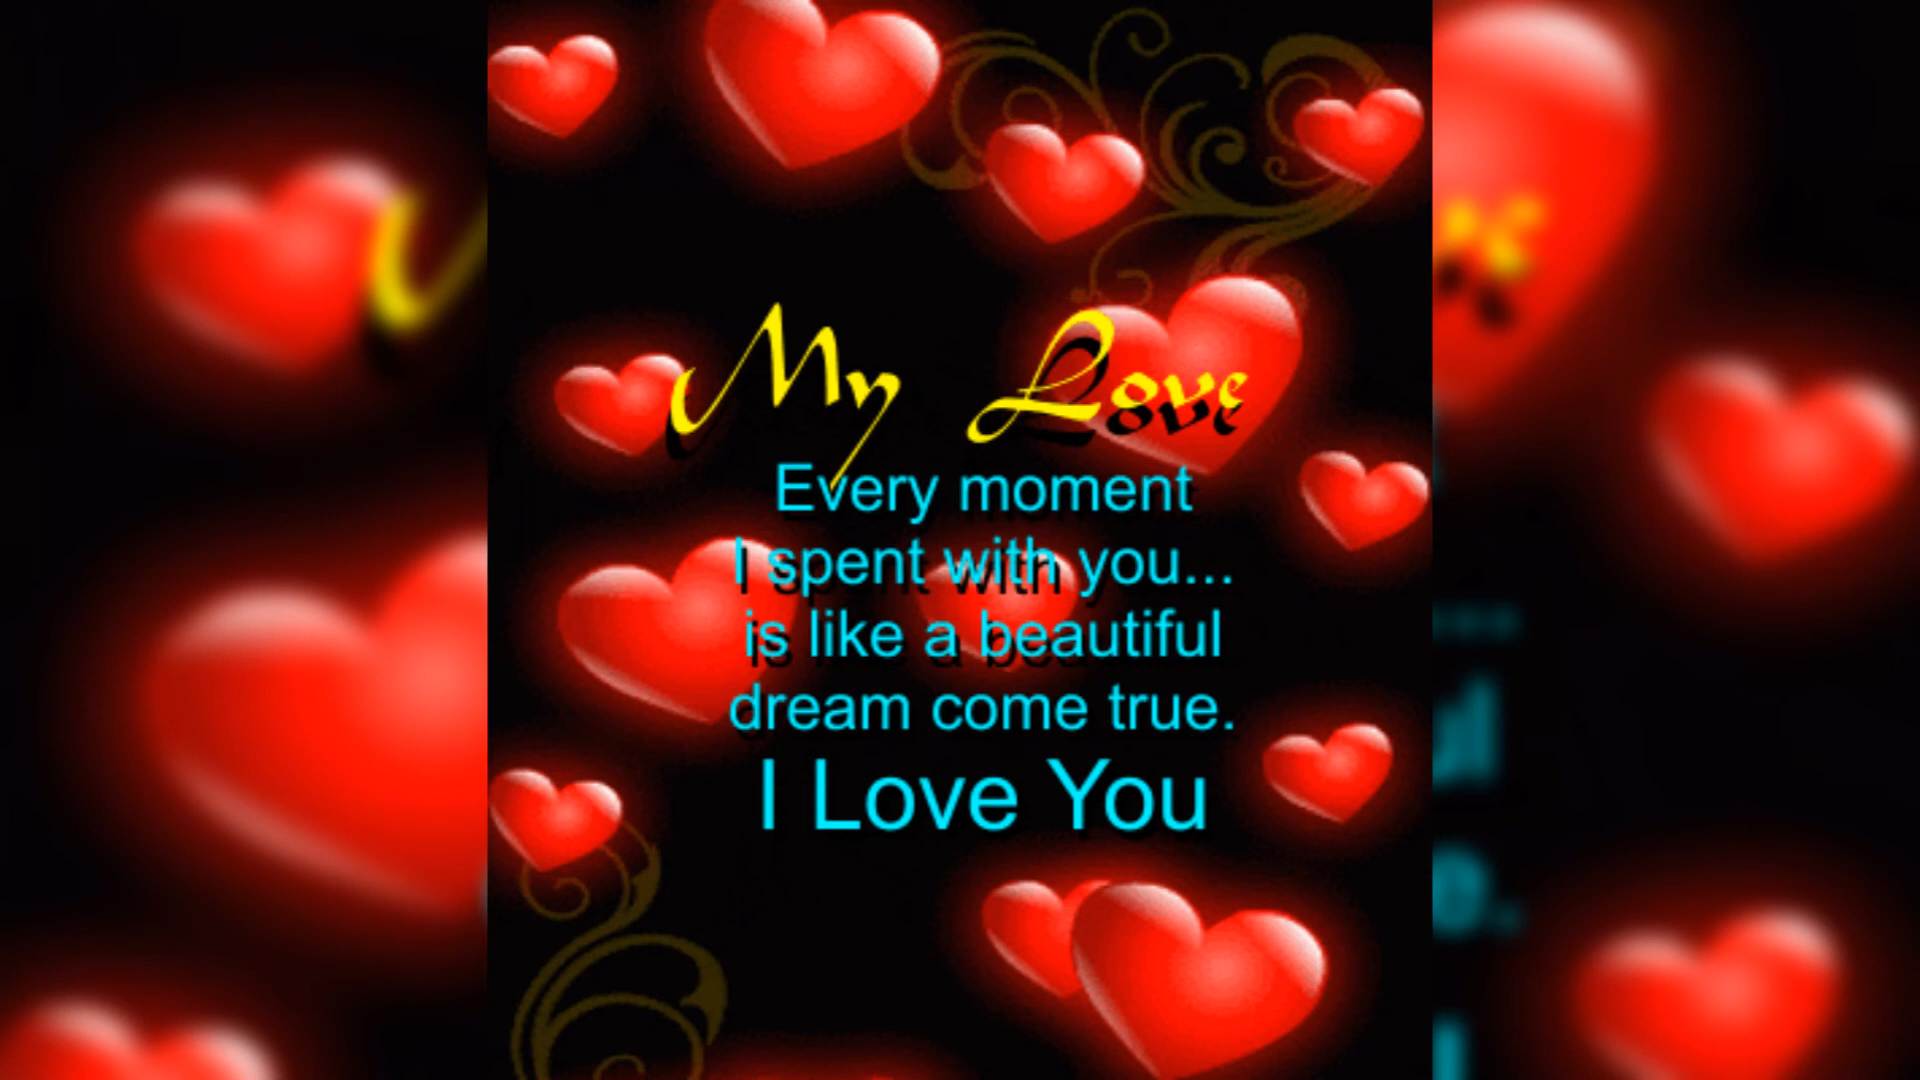 My Love
Every moment
I spent with you...
is like a beautiful
dream come true.
I Love You